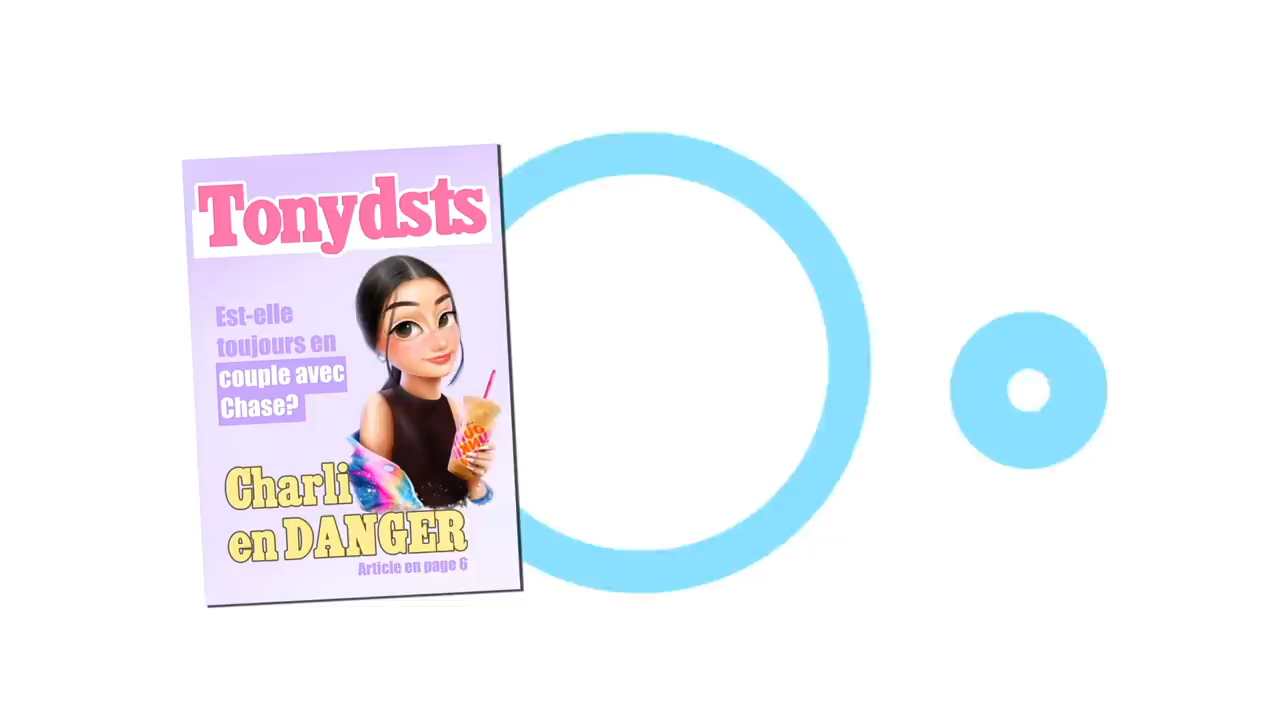 Tonydsts
Est-elle
toujours en
couple avec
Chase?
Charli
en DANGER
Article en page 6